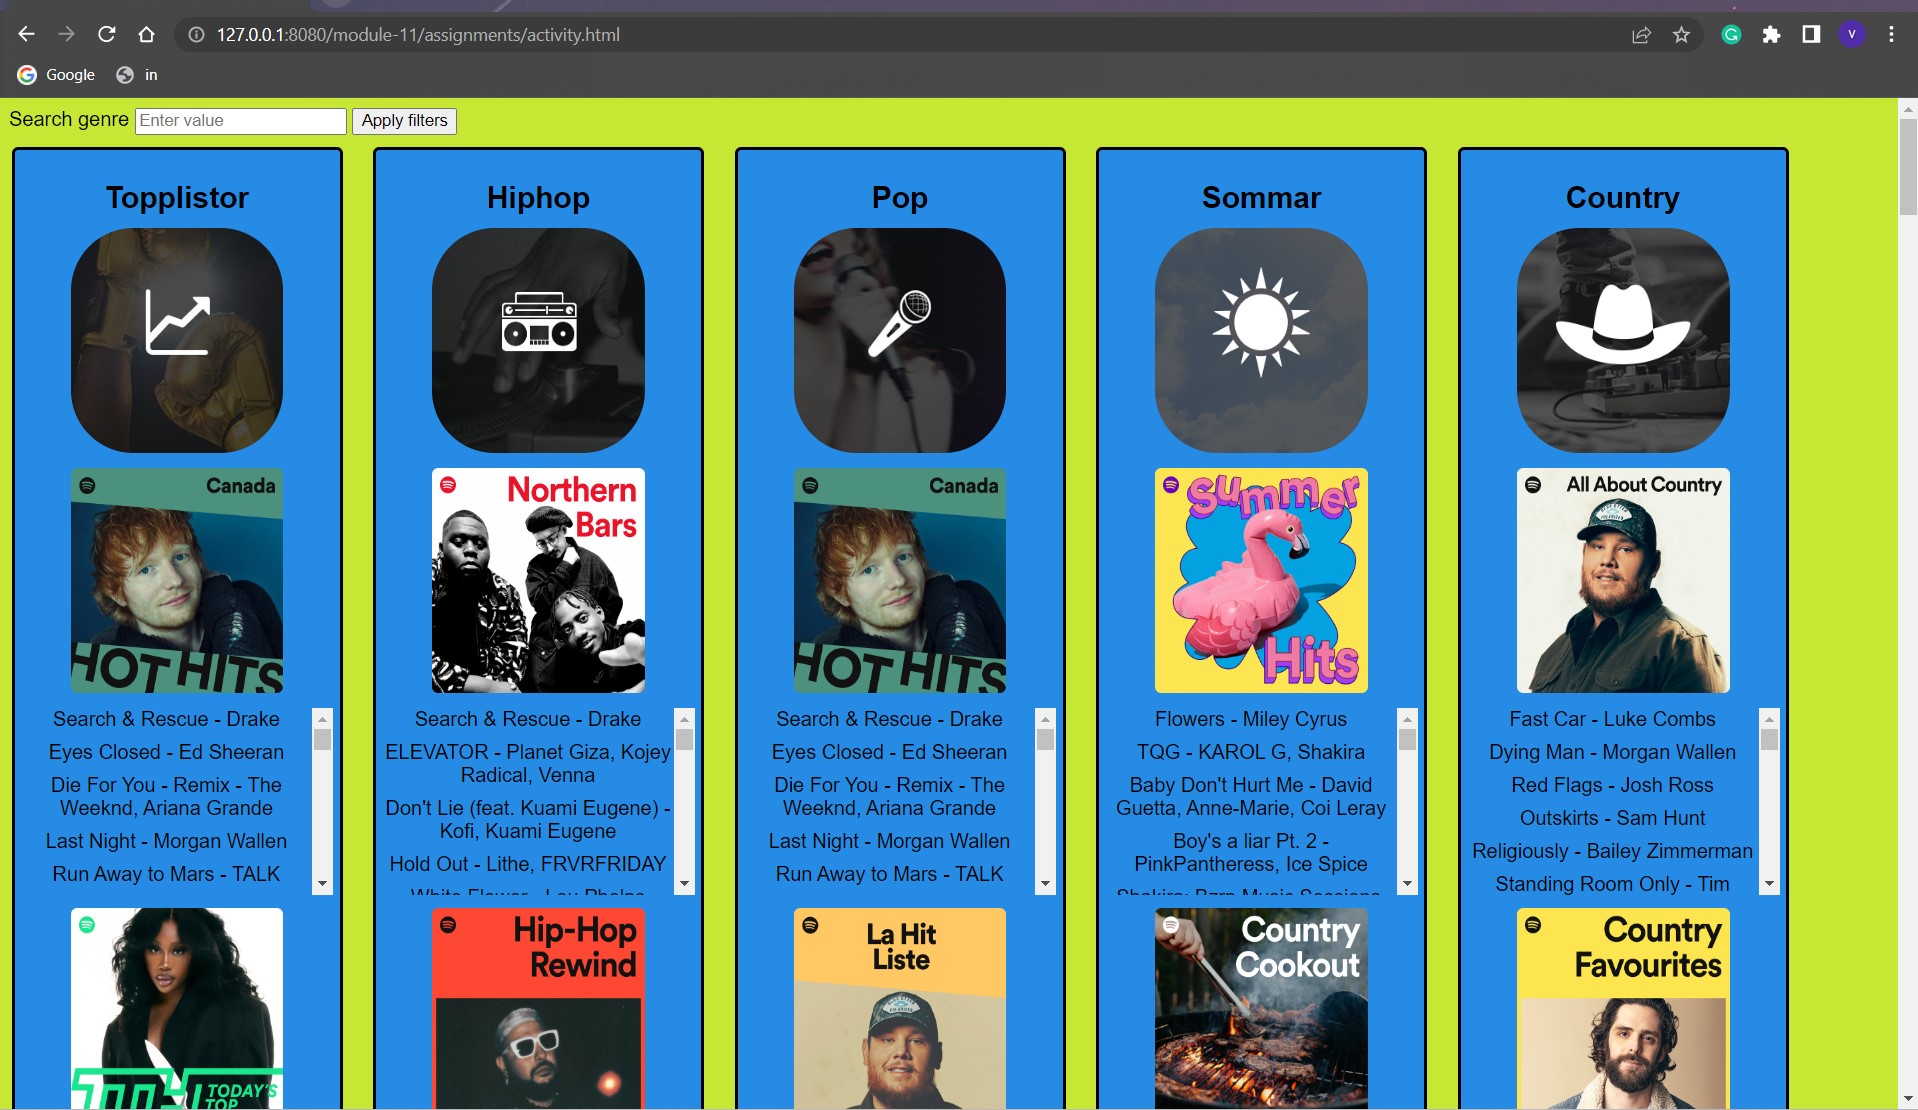 127.0.0.1:8080/module-11/assignments/activity.html
V
Google
in
Search genre Enter value Apply filters
Topplistor
Canada
HOT HITS
Search & Rescue - Drake
Eyes Closed - Ed Sheeran
Die For You - Remix - The
Weeknd, Ariana Grande
Last Night - Morgan Wallen
Run Away to Mars - TALK
TODAY'S
TOP
Hiphop
Northern
Bars
Search & Rescue - Drake
ELEVATOR - Planet Giza, Kojey
Radical, Venna
Don't Lie (feat. Kuami Eugene) -
Kofi, Kuami Eugene
Hold Out - Lithe, FRVRFRIDAY
White Flower - Lou Phelps
Hip-Hop
Rewind
Pop
Canada
HOT HITS
Search & Rescue - Drake
Eyes Closed - Ed Sheeran
Die For You - Remix - The
Weeknd, Ariana Grande
Last Night - Morgan Wallen
Run Away to Mars - TALK
La Hit
Liste
Sommar
Summer
Hits
Flowers - Miley Cyrus
TQG - KAROL G, Shakira
Baby Don't Hurt Me - David
Guetta, Anne-Marie, Coi Leray
Boy's a liar Pt. 2 -
PinkPantheress, Ice Spice
Shakira: Bzrp Music Sessions
Country
Cookout
Country
All About Country
Fast Car - Luke Combs
Dying Man - Morgan Wallen
Red Flags - Josh Ross
Outskirts - Sam Hunt
Religiously - Bailey Zimmerman
Standing Room Only - Tim
Country
Favourites